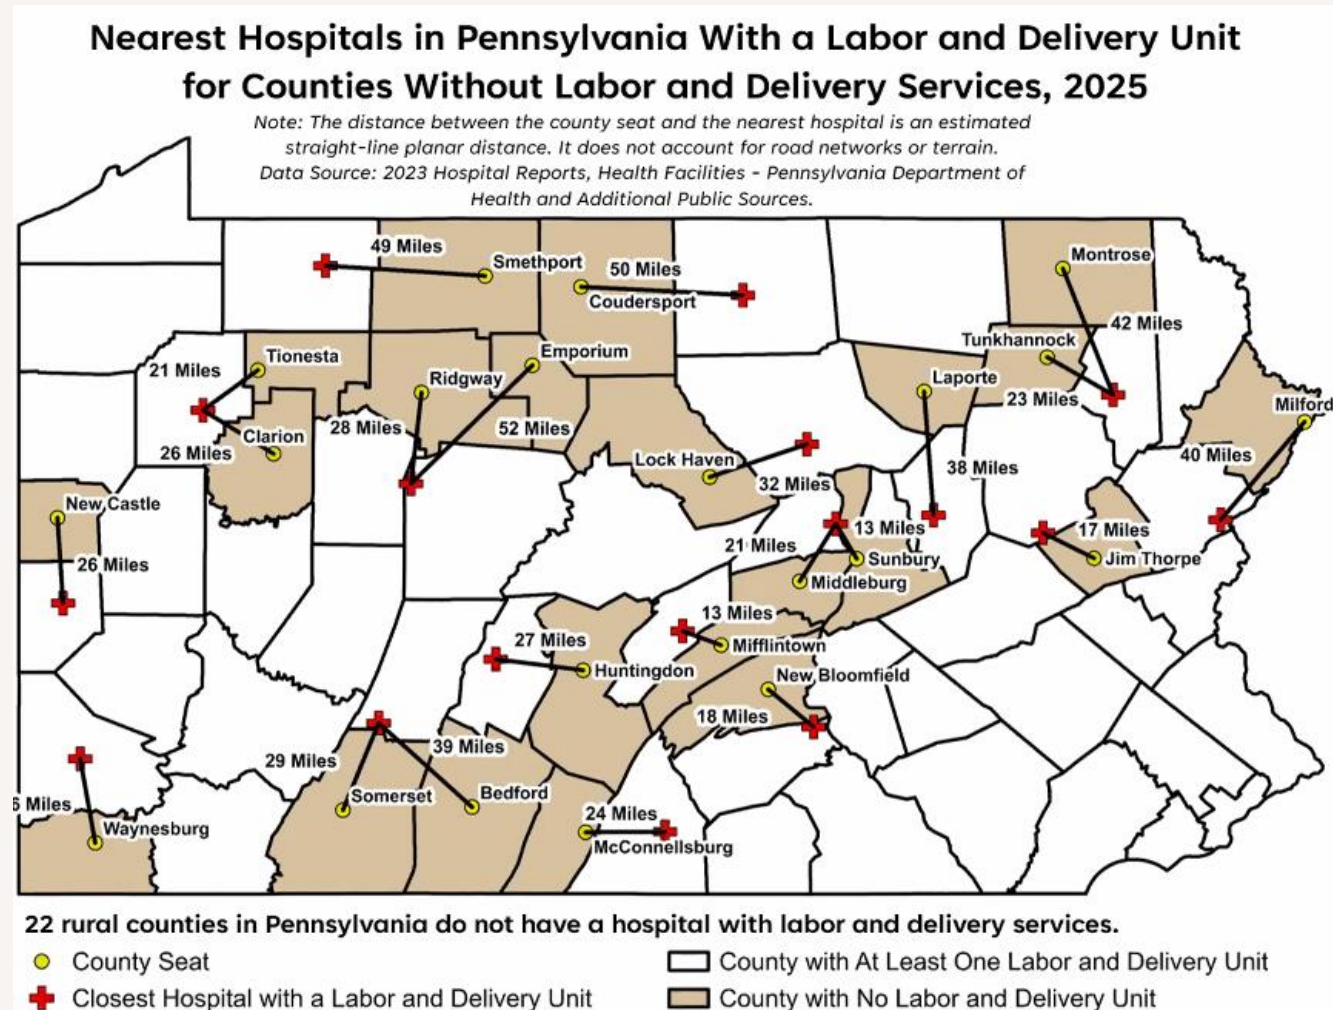 Nearest Hospitals in Pennsylvania With a Labor and Delivery Unit
for Counties Without Labor and Delivery Services, 2025
Note: The distance between the county seat and the nearest hospital is an estimated
straight-line planar distance. It does not account for road networks or terrain.
Data Source: 2023 Hospital Reports, Health Facilities - Pennsylvania Department of
Health and Additional Public Sources.
49 Miles
Smethport
50 Miles
Coudersport
Montrose
42 Miles
Tunkhannock
23 Miles
21 Miles
Tionesta
Emporium
Ridgway
Laporte
Milford
28 Miles
52 Miles
Clarion
26 Miles
Lock Haven
32 Miles
38 Miles
40 Miles
New Castle
26 Miles
13 Miles
17 Miles
21 Miles
Sunbury
Jim Thorpe
Middleburg
13 Miles
27 Miles
Mifflintown
Huntingdon
New Bloomfield
18 Miles
39 Miles
29 Miles
Somerset
Bedford
6 Miles
24 Miles
Waynesburg
McConnellsburg
22 rural counties in Pennsylvania do not have a hospital with labor and delivery services.
County Seat
County with At Least One Labor and Delivery Unit
Closest Hospital with a Labor and Delivery Unit
County with No Labor and Delivery Unit